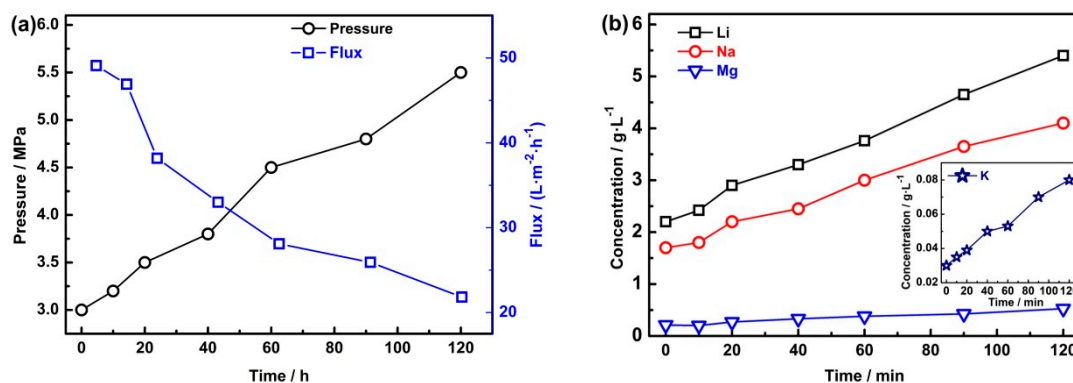 (a)
Pressure
Flux
6.0
5.5
5.0
4.5
4.0
3.5
3.0
Pressure / MPa
50
40
30
20
Flux / (L·m⁻²·h⁻¹)
0 20 40 60 80 100 120
Time / h
(b)
Li
Na
Mg
6
5
4
3
2
1
0
Concentration / g·L⁻¹
0 20 40 60 80 100 120
Time / min
K
0.08
0.06
0.04
0.02
Concentration / g·L⁻¹
0 20 40 60 80 100 120
Time / min